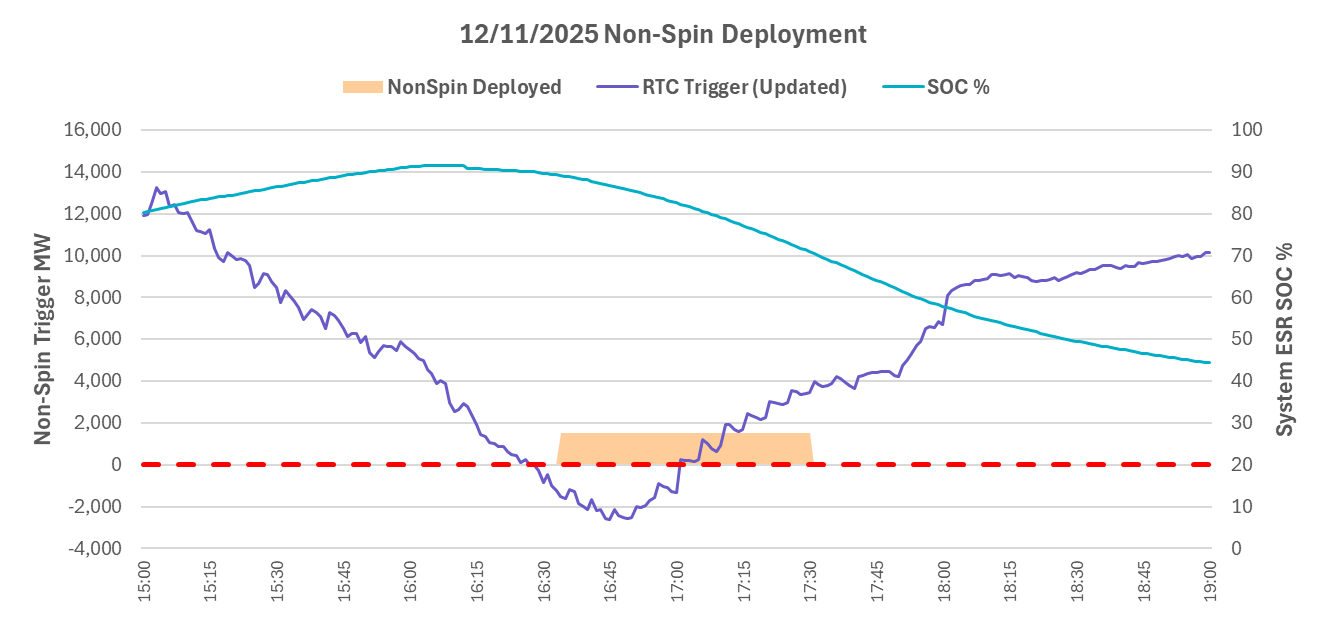 12/11/2025 Non-Spin Deployment
NonSpin Deployed RTC Trigger (Updated) SOC %
16,000 100
14,000 90
12,000 80
10,000 70
8,000 60
6,000 50
4,000 40
2,000 30
0 20
-2,000 10
-4,000 0
Non-Spin Trigger MW
System ESR SOC %
15:00 15:15 15:30 15:45 16:00 16:15 16:30 16:45 17:00 17:15 17:30 17:45 18:00 18:15 18:30 18:45 19:00